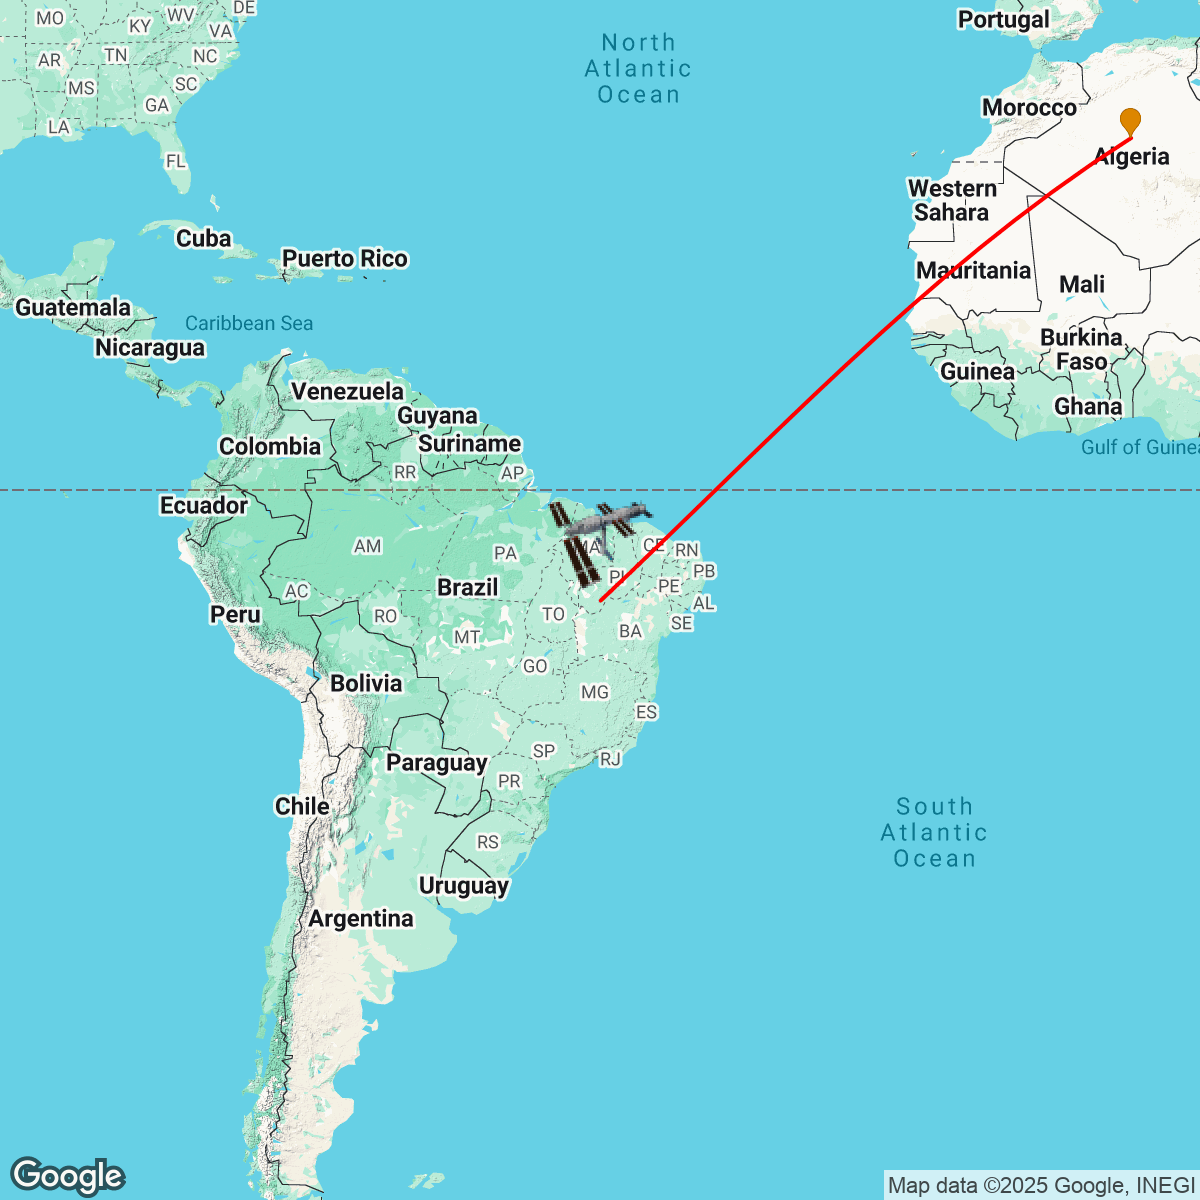 MO
KY
WV
DE
VA
AR
TN
NC
MS
SC
GA
LA
FL
North
Atlantic
Ocean
Portugal
Morocco
Algeria
Western
Sahara
Cuba
Puerto Rico
Mauritania
Mali
Guatemala
Caribbean Sea
Nicaragua
Burkina
Faso
Guinea
Ghana
Gulf of Guinea
Venezuela
Guyana
Suriname
Colombia
RR
AP
Ecuador
AM
PA
MA
CE
RN
PI
PB
PE
AL
SE
Brazil
AC
RO
TO
BA
Peru
MT
GO
MG
Bolivia
ES
SP
RJ
Paraguay
PR
Chile
RS
South
Atlantic
Ocean
Uruguay
Argentina
Google
Map data ©2025 Google, INEGI